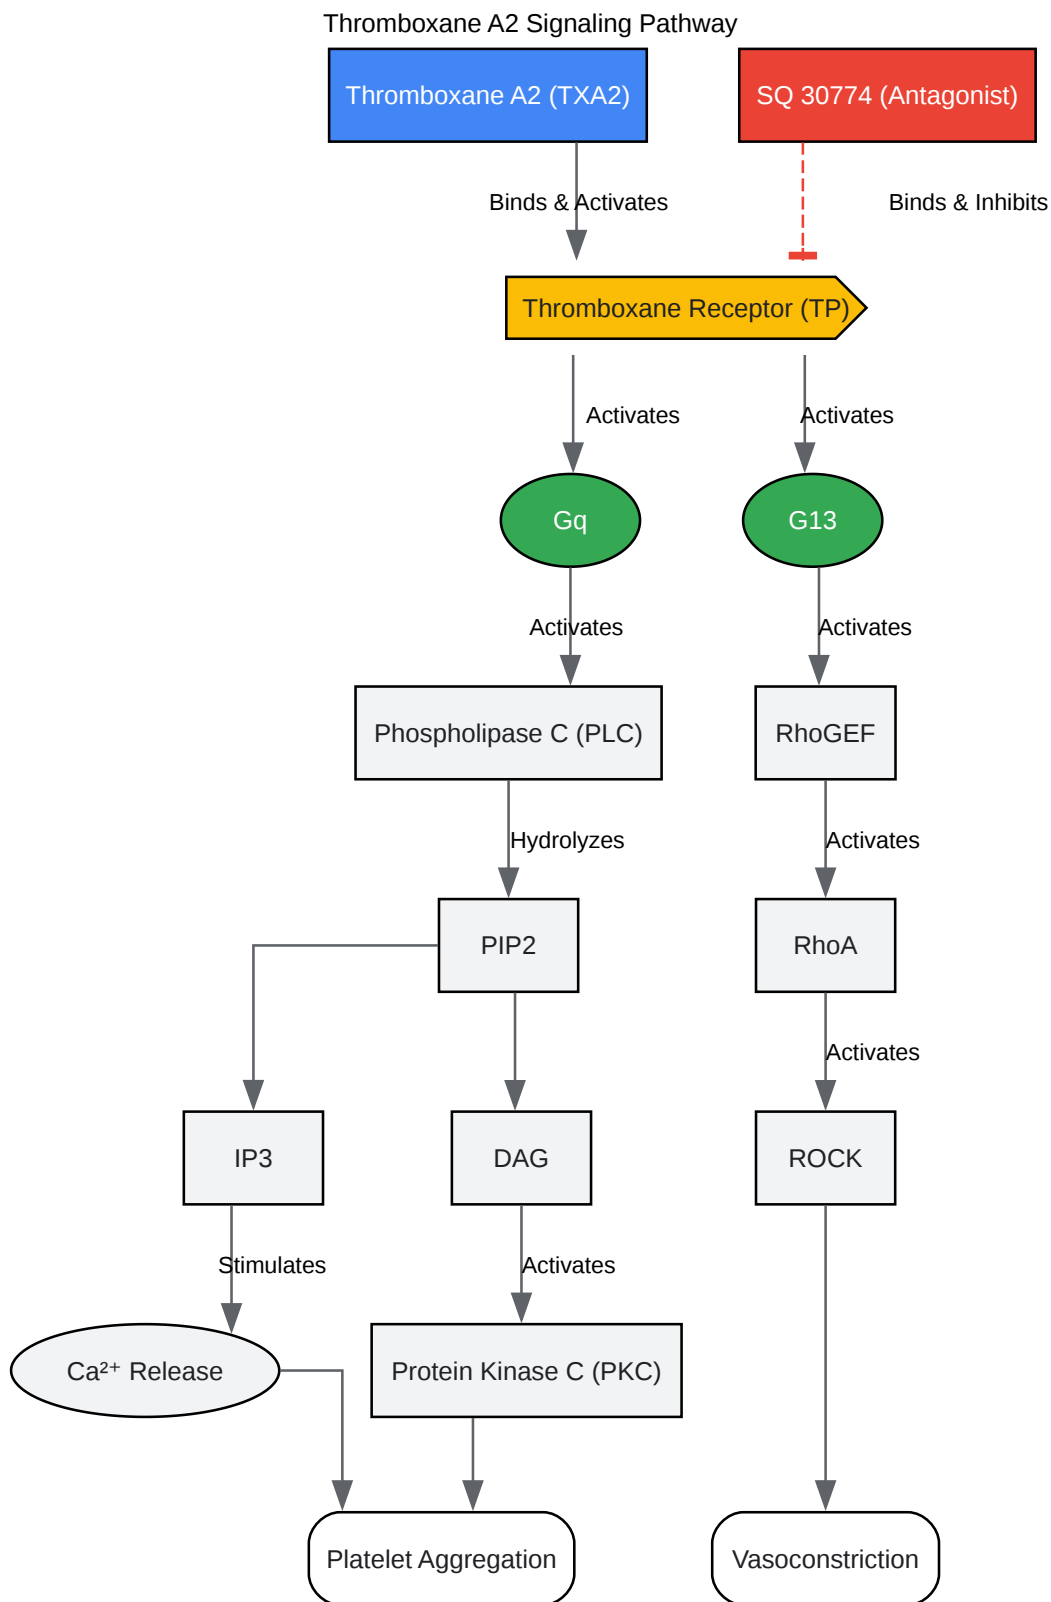 Thromboxane A2 Signaling Pathway
Thromboxane A2 (TXA2)
SQ 30774 (Antagonist)
Binds & Activates
Binds & Inhibits
Thromboxane Receptor (TP)
Activates
Activates
Gq
G13
Activates
Activates
Phospholipase C (PLC)
RhoGEF
Hydrolyzes
Activates
PIP2
RhoA
Activates
IP3
DAG
ROCK
Stimulates
Activates
Ca²⁺ Release
Protein Kinase C (PKC)
Platelet Aggregation
Vasoconstriction